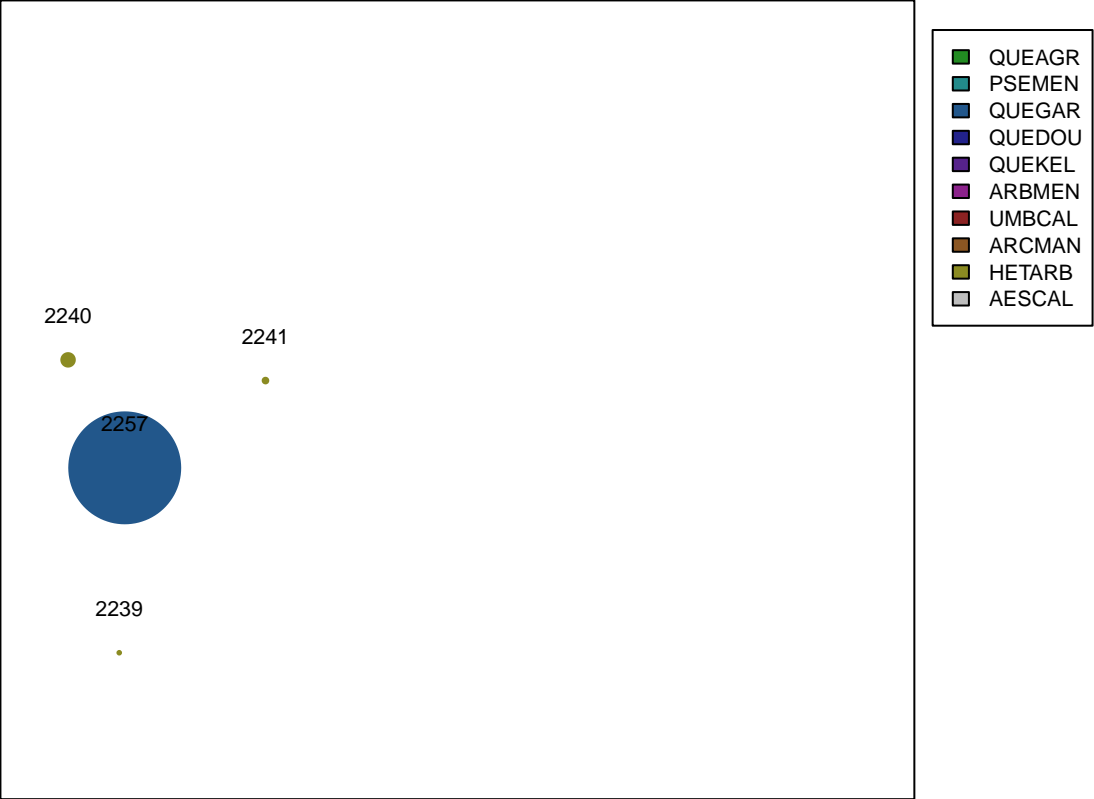 2240
2241
2257
2239
QUEAGR
PSEMEN
QUEGAR
QUEDOU
QUEKEL
ARBMEN
UMBCAL
ARCMAN
HETARB
AESCAL